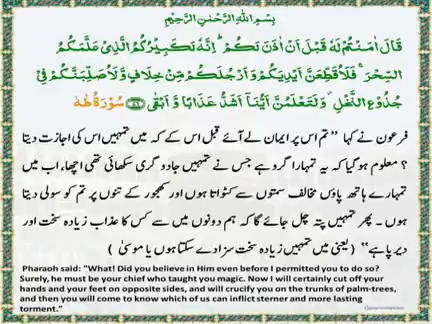 بِسْمِ اللهِ الرَّحْمٰنِ الرَّحِيْمِ
قَالَ اٰمَنْتُمْ لَهٗ قَبْلَ اَنْ اٰذَنَ لَكُمْ ؕ اِنَّهٗ لَكَبِيْرُكُمُ الَّذِىْ عَلَّمَكُمُ
السِّحْرَ ۚ فَلَاُقَطِّعَنَّ اَيْدِيَكُمْ وَاَرْجُلَكُمْ مِّنْ خِلَافٍ وَّلَاُصَلِّبَنَّكُمْ فِىْ
جُذُوْعِ النَّخْلِ ۫ وَلَتَعْلَمُنَّ اَيُّنَاۤ اَشَدُّ عَذَابًا وَّاَبْقٰى ﴿٧١﴾ سُوْرَةُ طٰهٰ
فرعون نے کہا ”تم اس پر ایمان لے آئے قبل اس کے کہ میں تمہیں اس کی اجازت دیتا
؟ معلوم ہو گیا کہ یہ تمہارا گرو ہے جس نے تمہیں جادو گری سکھائی تھی اچھا، اب میں
تمہارے ہاتھ پاؤں مخالف سمتوں سے کٹواتا ہوں اور کھجور کے تنوں پر تم کو سولی دیتا
ہوں ۔ پھر تمہیں پتہ چل جائے گا کہ ہم دونوں میں سے کس کا عذاب زیادہ سخت اور
دیر پا ہے“ (یعنی میں تمہیں زیادہ سخت سزا دے سکتا ہوں یا موسیٰ )
Pharaoh said: "What! Did you believe in Him even before I permitted you to do so?
Surely, he must be your chief who taught you magic. Now I will certainly cut off your
hands and your feet on opposite sides, and will crucify you on the trunks of palm-trees,
and then you will come to know which of us can inflict sterner and more lasting
torment."